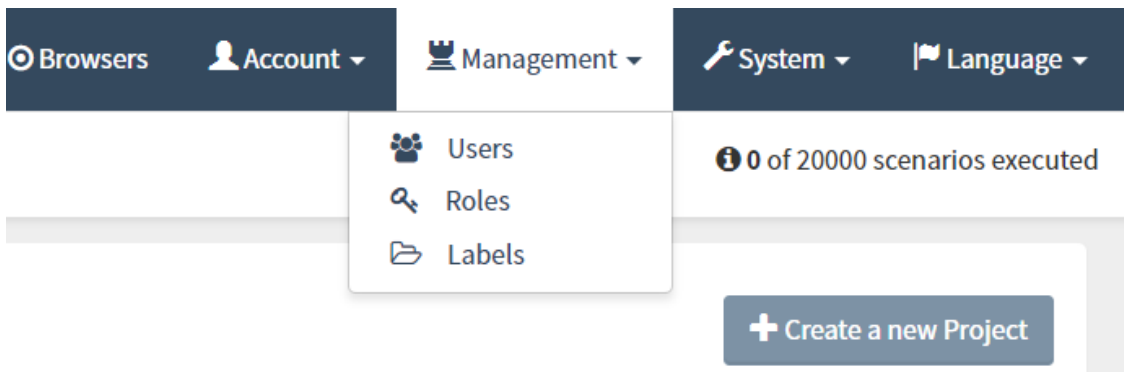 Browsers Account Management System Language
Users
0 of 20000 scenarios executed
Roles
Labels
Create a new Project